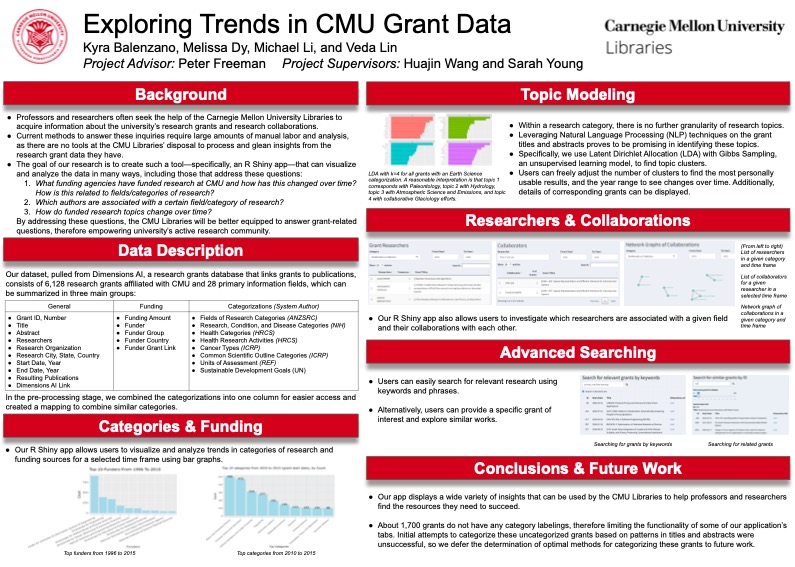 Exploring Trends in CMU Grant Data
Kyra Balenzano, Melissa Dy, Michael Li, and Veda Lin
Project Advisor: Peter Freeman Project Supervisors: Huajin Wang and Sarah Young
Carnegie Mellon University
Libraries
Background
● Professors and researchers often seek the help of the Carnegie Mellon University Libraries to
acquire information about the university's research grants and research collaborations.
● Current methods to answer these inquiries require large amounts of manual labor and analysis,
as there are no tools at the CMU Libraries' disposal to process and glean insights from the
research grant data they have.
● The goal of our research is to create such a tool—specifically, an R Shiny app—that can visualize
and analyze the data in many ways, including those that address these questions:
1. What funding agencies have funded research at CMU and how has this changed over time?
How is this related to fields/categories of research?
2. Which authors are associated with a certain field/category of research?
3. How do funded research topics change over time?
By addressing these questions, the CMU Libraries will be better equipped to answer grant-related
questions, therefore empowering university's active research community.
Data Description
Our dataset, pulled from Dimensions AI, a research grants database that links grants to publications,
consists of 6,128 research grants affiliated with CMU and 28 primary information fields, which can
be summarized in three main groups:
General
● Grant ID, Number
● Title
● Abstract
● Researchers
● Research Organization
● Research City, State, Country
● Start Date, Year
● End Date, Year
● Resulting Publications
● Dimensions AI Link
Funding
● Funding Amount
● Funder
● Funder Group
● Funder Country
● Funder Grant Link
Categorizations (System Author)
● Fields of Research Categories (ANZSRC)
● Research, Condition, and Disease Categories (NIH)
● Health Categories (HRCS)
● Health Research Activities (HRCS)
● Cancer Types (ICRP)
● Common Scientific Outline Categories (ICRP)
● Units of Assessment (REF)
● Sustainable Development Goals (UN)
In the pre-processing stage, we combined the categorizations into one column for easier access and
created a mapping to combine similar categories.
Categories & Funding
● Our R Shiny app allows users to visualize and analyze trends in categories of research and
funding sources for a selected time frame using bar graphs.
Top 10 Funders From 1996 To 2015
Top funders from 1996 to 2015
Top categories from 2010 to 2015
Topic Modeling
LDA with k=4 for all grants with an Earth Science
categorization. A reasonable interpretation is that topic 1
corresponds with Paleontology, topic 2 with Hydrology,
topic 3 with Atmospheric Science and Emissions, and topic
4 with collaborative Glaciology efforts.
● Within a research category, there is no further granularity of research topics.
● Leveraging Natural Language Processing (NLP) techniques on the grant
titles and abstracts proves to be promising in identifying these topics.
● Specifically, we use Latent Dirichlet Allocation (LDA) with Gibbs Sampling,
an unsupervised learning model, to find topic clusters.
● Users can freely adjust the number of clusters to find the most personally
usable results, and the year range to see changes over time. Additionally,
details of corresponding grants can be displayed.
Researchers & Collaborations
Grant Researchers
Collaborators
Network Graphs of Collaborations
(From left to right)
List of researchers
in a given category
and time frame
List of collaborators
for a given
researcher in a
selected time frame
Network graph of
collaborations in a
given category and
time frame
● Our R Shiny app also allows users to investigate which researchers are associated with a given field
and their collaborations with each other.
Advanced Searching
● Users can easily search for relevant research using
keywords and phrases.
● Alternatively, users can provide a specific grant of
interest and explore similar works.
Search for relevant grants by keywords
Search for similar grants by ID
Searching for grants by keywords
Searching for related grants
Conclusions & Future Work
● Our app displays a wide variety of insights that can be used by the CMU Libraries to help professors and researchers
find the resources they need to succeed.
● About 1,700 grants do not have any category labelings, therefore limiting the functionality of some of our application's
tabs. Initial attempts to categorize these uncategorized grants based on patterns in titles and abstracts were
unsuccessful, so we defer the determination of optimal methods for categorizing these grants to future work.